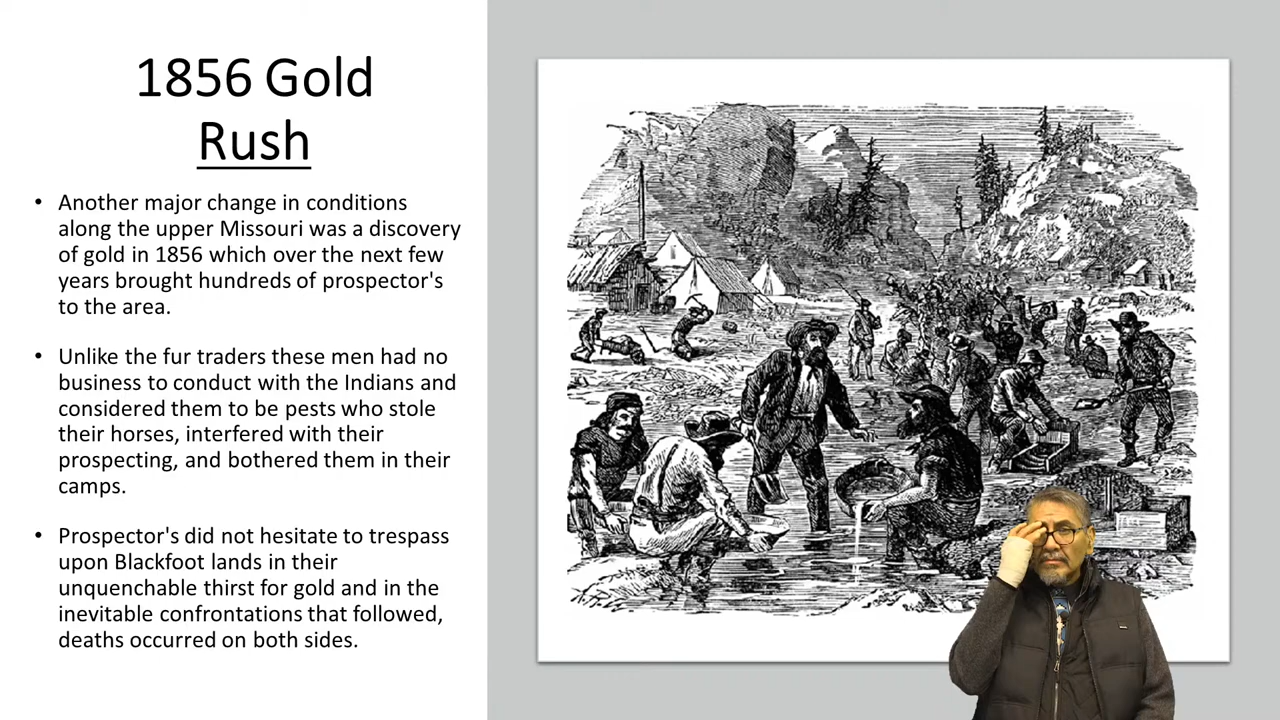 1856 Gold
Rush
• Another major change in conditions
along the upper Missouri was a discovery
of gold in 1856 which over the next few
years brought hundreds of prospector's
to the area.
• Unlike the fur traders these men had no
business to conduct with the Indians and
considered them to be pests who stole
their horses, interfered with their
prospecting, and bothered them in their
camps.
• Prospector's did not hesitate to trespass
upon Blackfoot lands in their
unquenchable thirst for gold and in the
inevitable confrontations that followed,
deaths occurred on both sides.